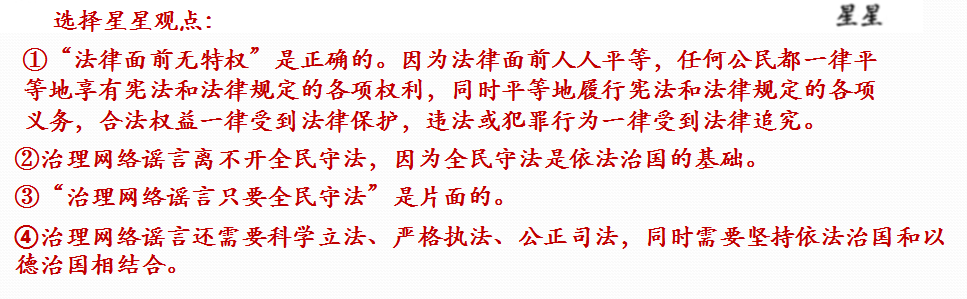 选择星星观点：
星星
①“法律面前无特权”是正确的。因为法律面前人人平等，任何公民都一律平
等地享有宪法和法律规定的各项权利，同时平等地履行宪法和法律规定的各项
义务，合法权益一律受到法律保护，违法或犯罪行为一律受到法律追究。
②治理网络谣言离不开全民守法，因为全民守法是依法治国的基础。
③“治理网络谣言只要全民守法”是片面的。
④治理网络谣言还需要科学立法、严格执法、公正司法，同时需要坚持依法治国和以
德治国相结合。